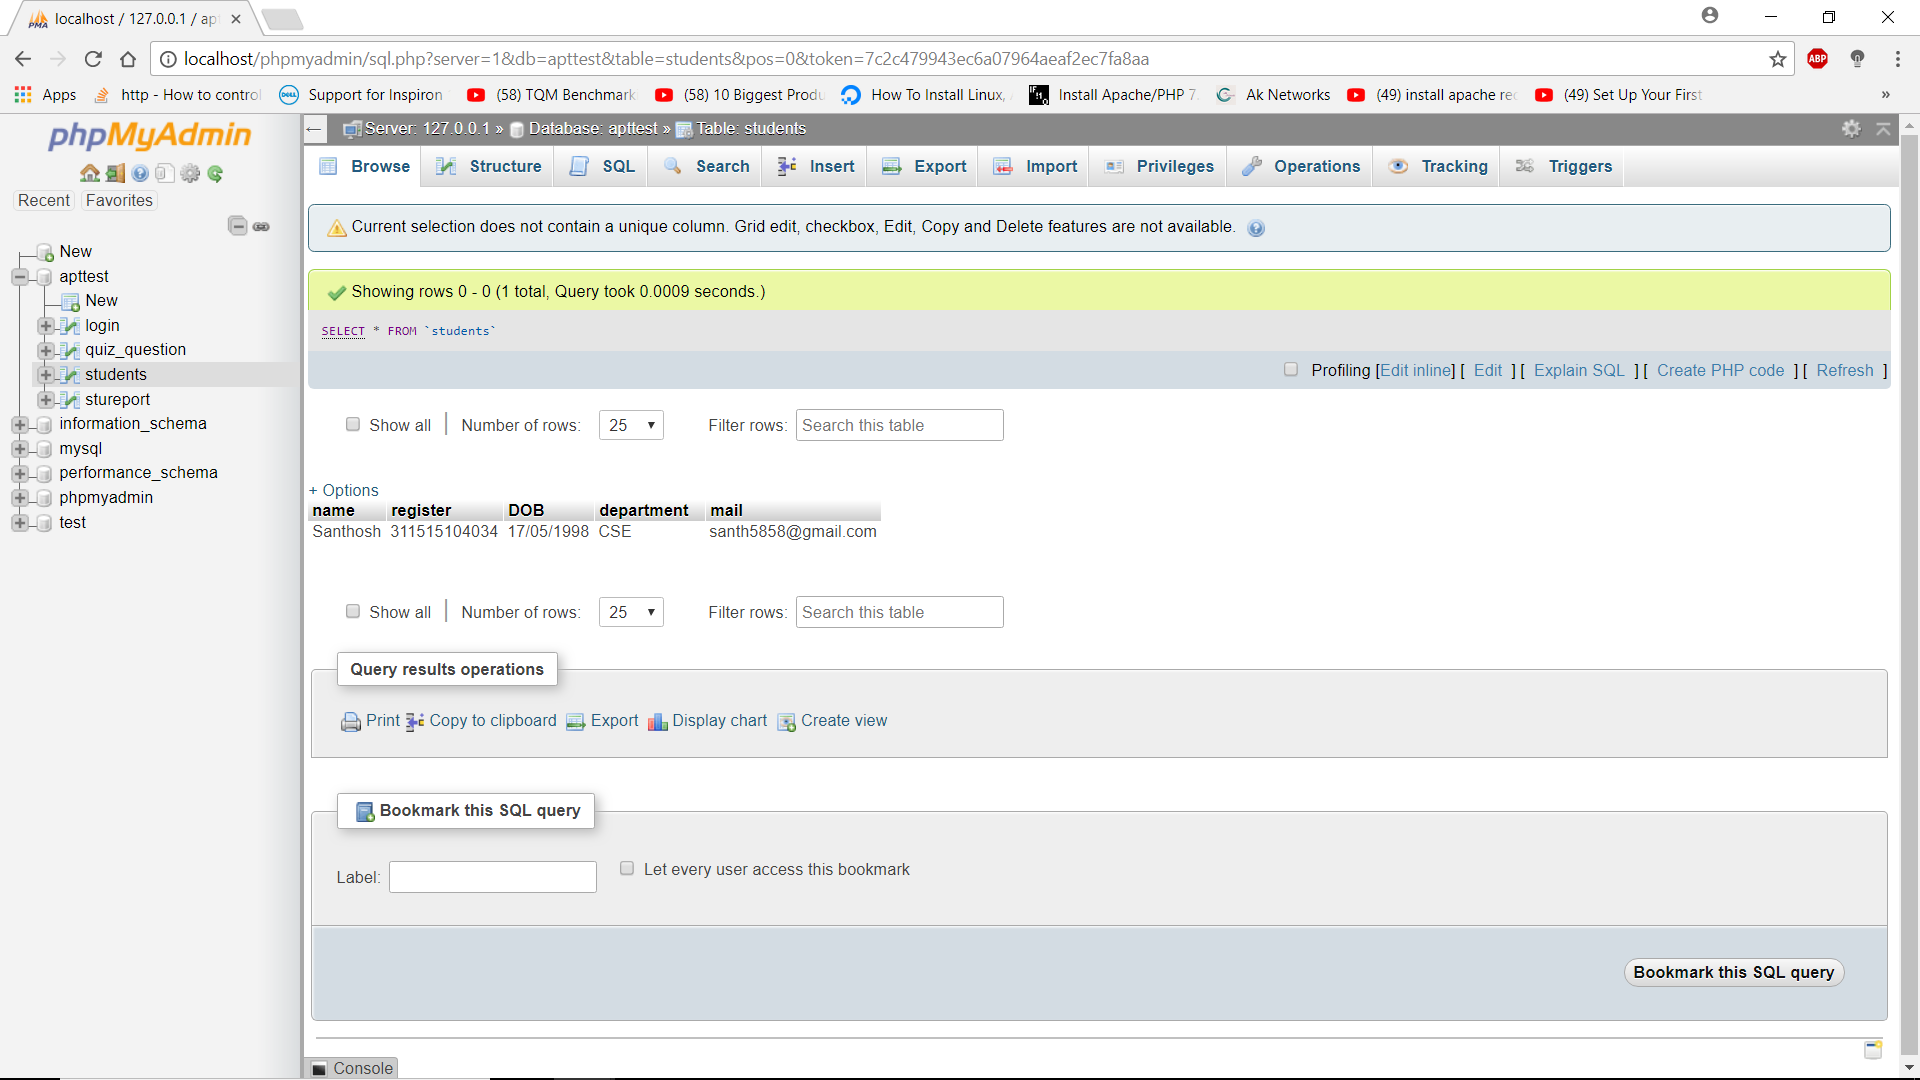 localhost / 127.0.0.1 / apt
localhost/phpmyadmin/sql.php?server=1&db=apttest&table=students&pos=0&token=7c2c479943ec6a07964aeaf2ec7fa8aa
ABP
Apps http - How to control Support for Inspiron (58) TQM Benchmark (58) 10 Biggest Produ How To Install Linux, Install Apache/PHP 7. Ak Networks (49) install apache (49) Set Up Your First »
phpMyAdmin
Recent Favorites
New
apttest
New
login
quiz_question
students
stureport
information_schema
mysql
performance_schema
phpmyadmin
test
Server: 127.0.0.1 » Database: apttest » Table: students
Browse Structure SQL Search Insert Export Import Privileges Operations Tracking Triggers
Current selection does not contain a unique column. Grid edit, checkbox, Edit, Copy and Delete features are not available.
Showing rows 0 - 0 (1 total, Query took 0.0009 seconds.)
SELECT * FROM `students`
Profiling [Edit inline] [ Edit ] [ Explain SQL ] [ Create PHP code ] [ Refresh ]
Show all | Number of rows: 25 Filter rows: Search this table
+ Options
name register DOB department mail
Santhosh 311515104034 17/05/1998 CSE santh5858@gmail.com
Show all | Number of rows: 25 Filter rows: Search this table
Query results operations
Print Copy to clipboard Export Display chart Create view
Bookmark this SQL query
Label: Let every user access this bookmark
Bookmark this SQL query
Console